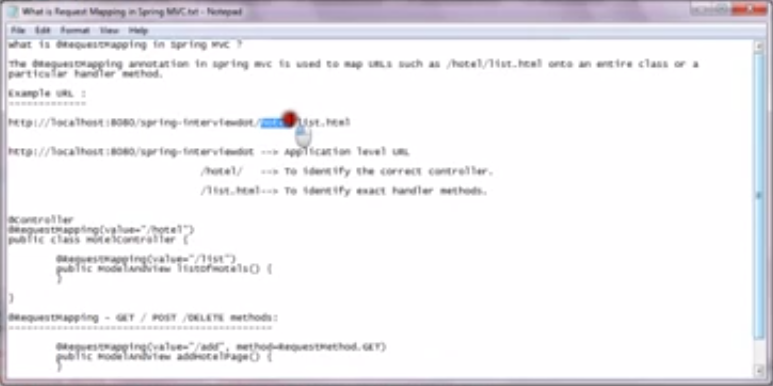 What is Request Mapping in Spring MVC.txt - Notepad
File Edit Format View Help
What is @RequestMapping in Spring MVC ?
The @RequestMapping annotation in spring mvc is used to map URLs such as /hotel/list.html onto an entire class or a
particular handler method.
Example URL :
-------------
http://localhost:8080/spring-interviewdot/hotel/list.html
http://localhost:8080/spring-interviewdot --> Application level URL
/hotel/ --> To identify the correct controller.
/list.html--> To identify exact handler methods.
@Controller
@RequestMapping(value="/hotel")
public class HotelController {
@RequestMapping(value="/list")
public ModelAndView listOfHotels() {
}
}
@RequestMapping - GET / POST /DELETE methods:
---------------------------------------------
@RequestMapping(value="/add", method=RequestMethod.GET)
public ModelAndView addHotelPage() {
}